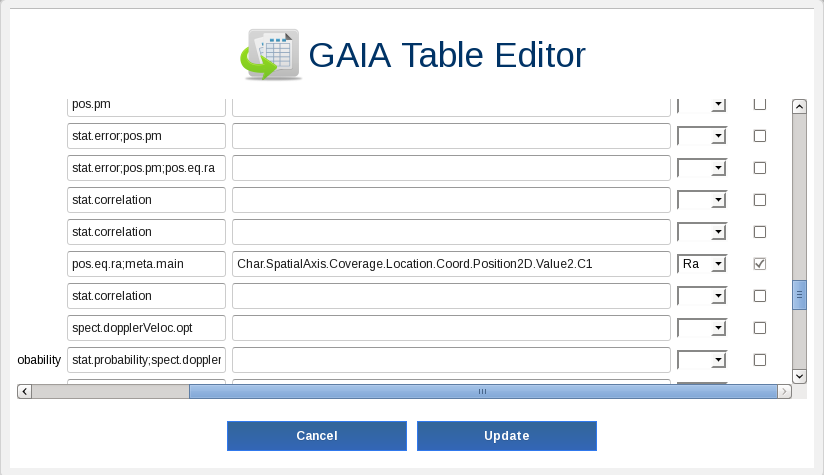 GAIA Table Editor
pos.pm
stat.error;pos.pm
stat.error;pos.pm;pos.eq.ra
stat.correlation
stat.correlation
pos.eq.ra;meta.main Char.SpatialAxis.Coverage.Location.Coord.Position2D.Value2.C1 Ra
stat.correlation
spect.dopplerVeloc.opt
obability stat.probability;spect.doppler
Cancel Update